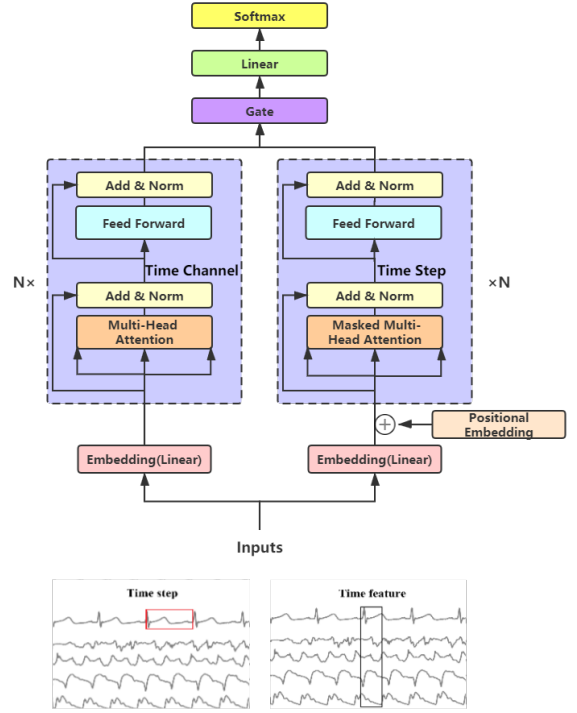 Softmax
Linear
Gate
Add & Norm
Feed Forward
Time Channel
N×
Add & Norm
Multi-Head
Attention
Embedding(Linear)
Add & Norm
Feed Forward
Time Step
×N
Add & Norm
Masked Multi-
Head Attention
Positional
Embedding
Embedding(Linear)
Inputs
Time step
Time feature